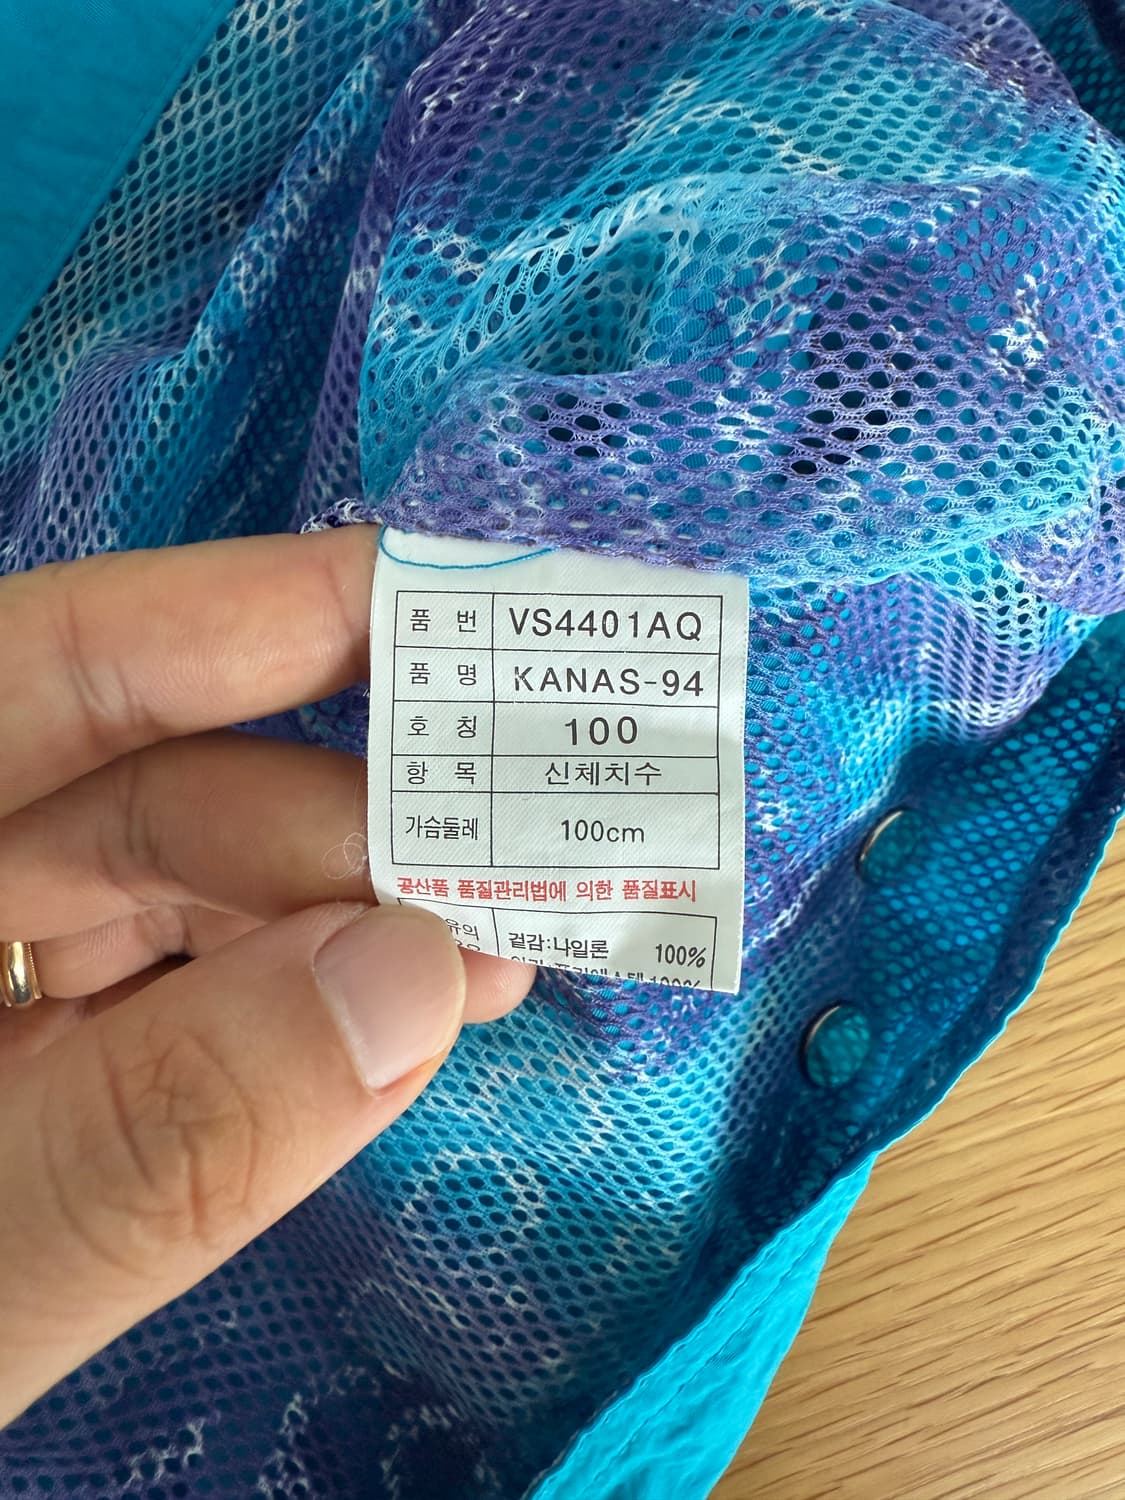 품 번 VS4401AQ
품 명 KANAS-94
호 칭 100
항 목 신체치수
가슴둘레 100cm
공산품 품질관리법에 의한 품질표시
유의 겉감:나일론 100%